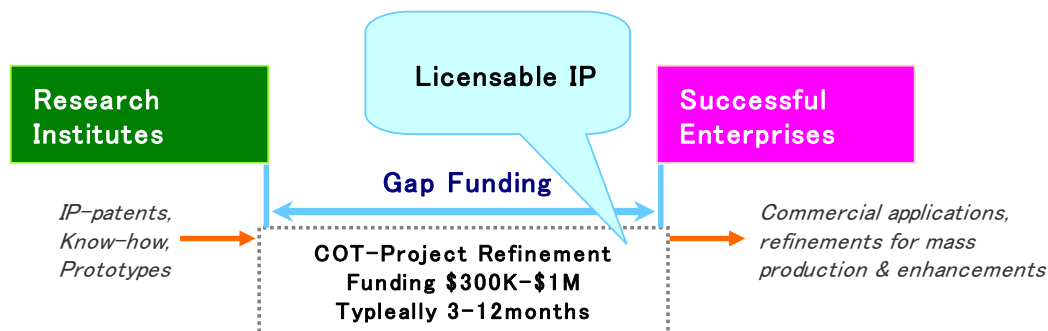 Licensable IP
Research
Institutes
Successful
Enterprises
Gap Funding
IP-patents,
Know-how,
Prototypes
COT-Project Refinement
Funding $300K-$1M
Typleally 3-12months
Commercial applications,
refinements for mass
production & enhancements